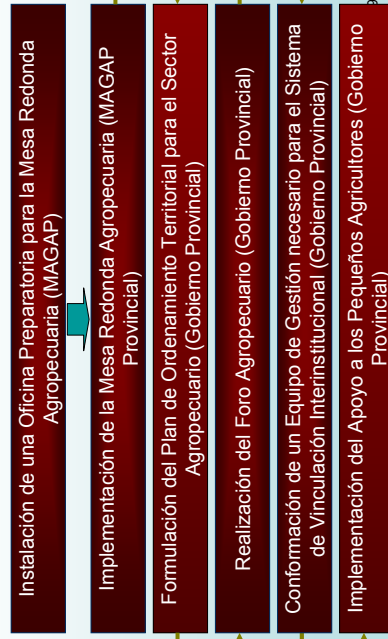 Instalación de una Oficina Preparatoria para la Mesa Redonda
Agropecuaria (MAGAP)
Implementación de la Mesa Redonda Agropecuaria (MAGAP
Provincial)
Formulación del Plan de Ordenamiento Territorial para el Sector
Agropecuario (Gobierno Provincial)
Realización del Foro Agropecuario (Gobierno Provincial)
Conformación de un Equipo de Gestión necesario para el Sistema
de Vinculación Interinstitucional (Gobierno Provincial)
Implementación del Apoyo a los Pequeños Agricultores (Gobierno
Provincial)